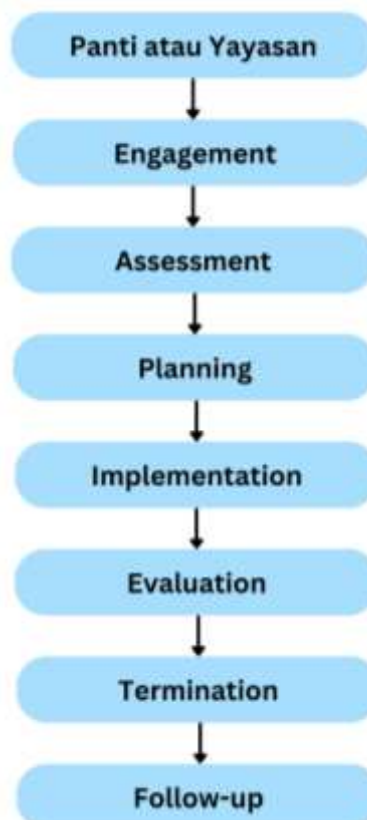 Panti atau Yayasan
Engagement
Assessment
Planning
Implementation
Evaluation
Termination
Follow-up